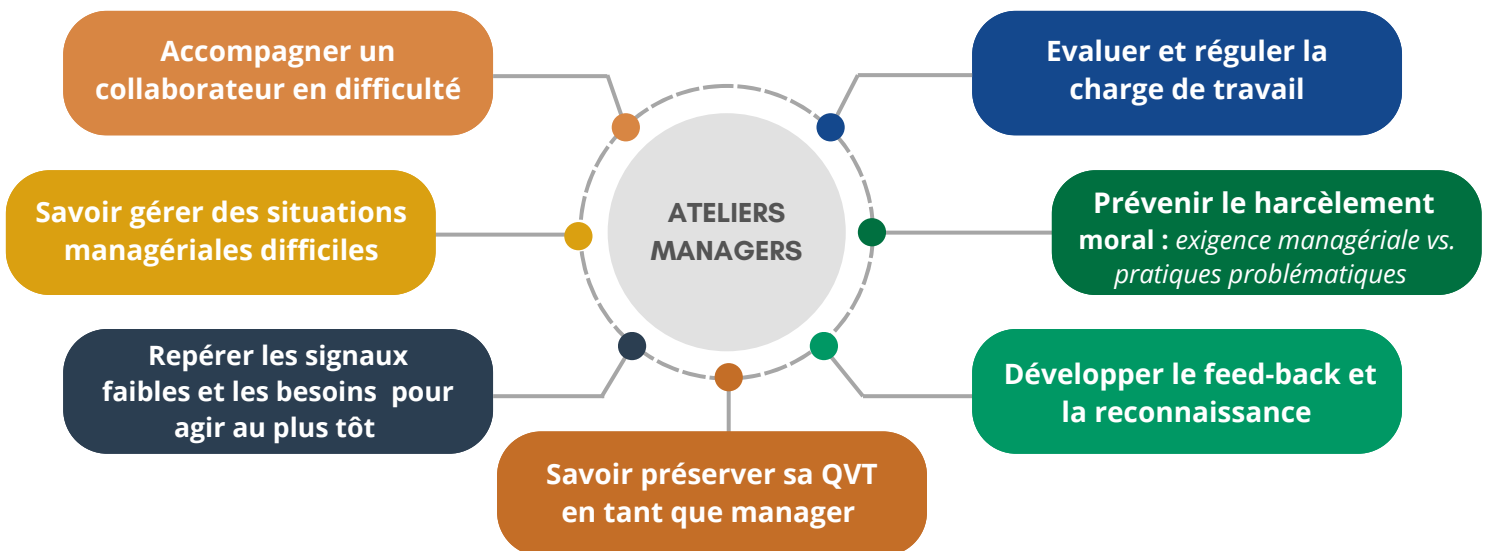 Accompagner un
collaborateur en difficulté
Evaluer et réguler la
charge de travail
Savoir gérer des situations
managériales difficiles
ATELIERS
MANAGERS
Prévenir le harcèlement
moral : exigence managériale vs.
pratiques problématiques
Repérer les signaux
faibles et les besoins pour
agir au plus tôt
Développer le feed-back et
la reconnaissance
Savoir préserver sa QVT
en tant que manager